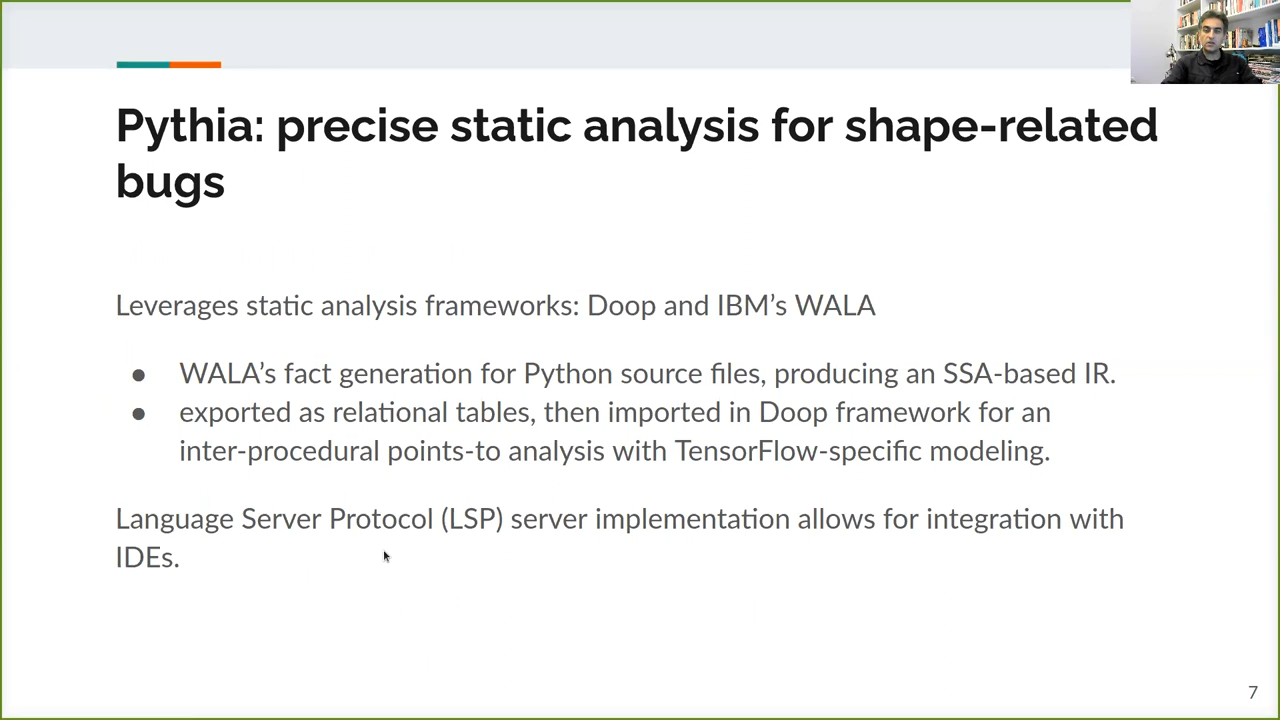 Pythia: precise static analysis for shape-related
bugs
Leverages static analysis frameworks: Doop and IBM's WALA
● WALA's fact generation for Python source files, producing an SSA-based IR.
● exported as relational tables, then imported in Doop framework for an
inter-procedural points-to analysis with TensorFlow-specific modeling.
Language Server Protocol (LSP) server implementation allows for integration with
IDEs.
7